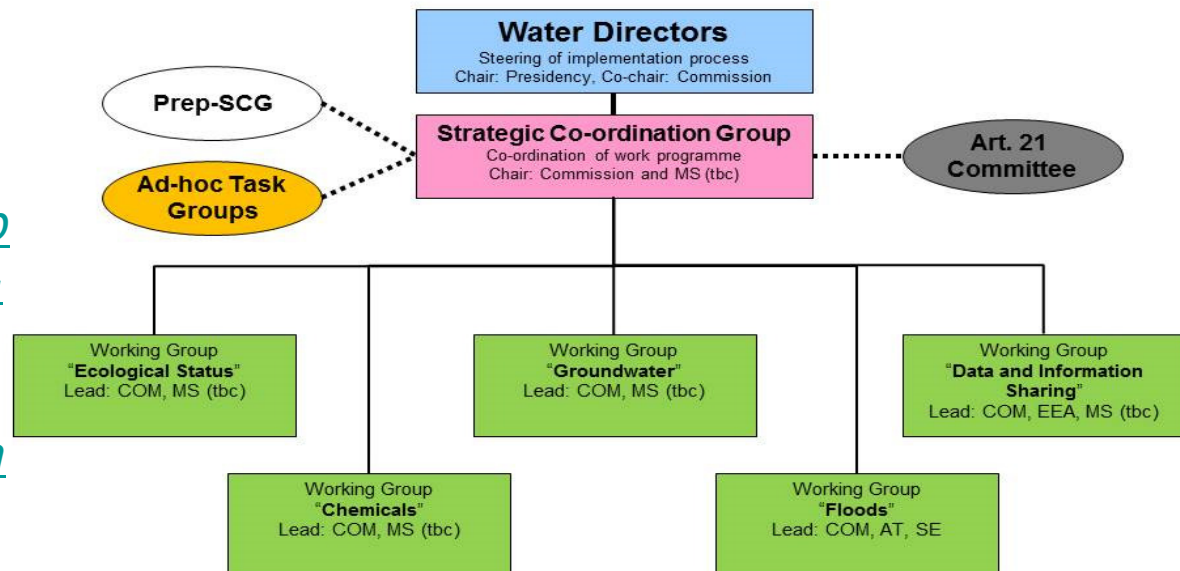 Water Directors
Steering of implementation process
Chair: Presidency, Co-chair: Commission
Prep-SCG
Strategic Co-ordination Group
Co-ordination of work programme
Chair: Commission and MS (tbc)
Art. 21
Committee
Ad-hoc Task
Groups
Working Group
“Ecological Status”
Lead: COM, MS (tbc)
Working Group
“Groundwater”
Lead: COM, MS (tbc)
Working Group
“Data and Information
Sharing”
Lead: COM, EEA, MS (tbc)
Working Group
“Chemicals”
Lead: COM, MS (tbc)
Working Group
“Floods”
Lead: COM, AT, SE